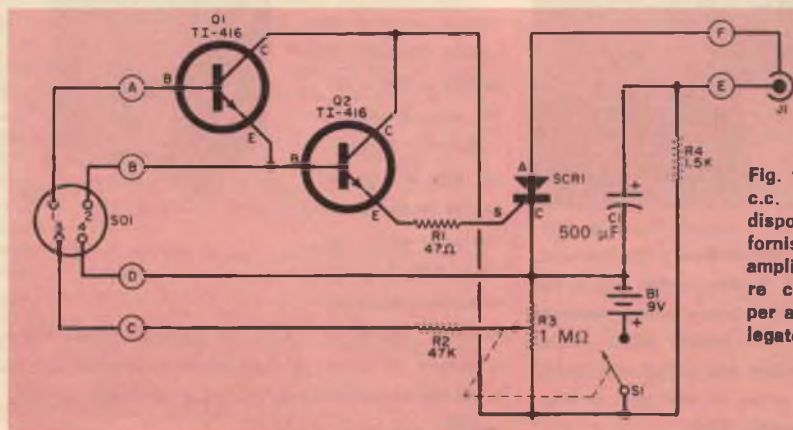 Q1
TI-416
B
C
E
Q2
TI-416
B
C
E
A
B
D
C
SO1
1
2
3
4
R1
47Ω
S
A
SCR1
C
C1
500 µF
+
B1
9V
+
R2
47K
R3
1 MΩ
S1
R4
1.5K
F
E
J1
Fig.
c.c.
dispo
fornis
ampli
re c
per a
legat